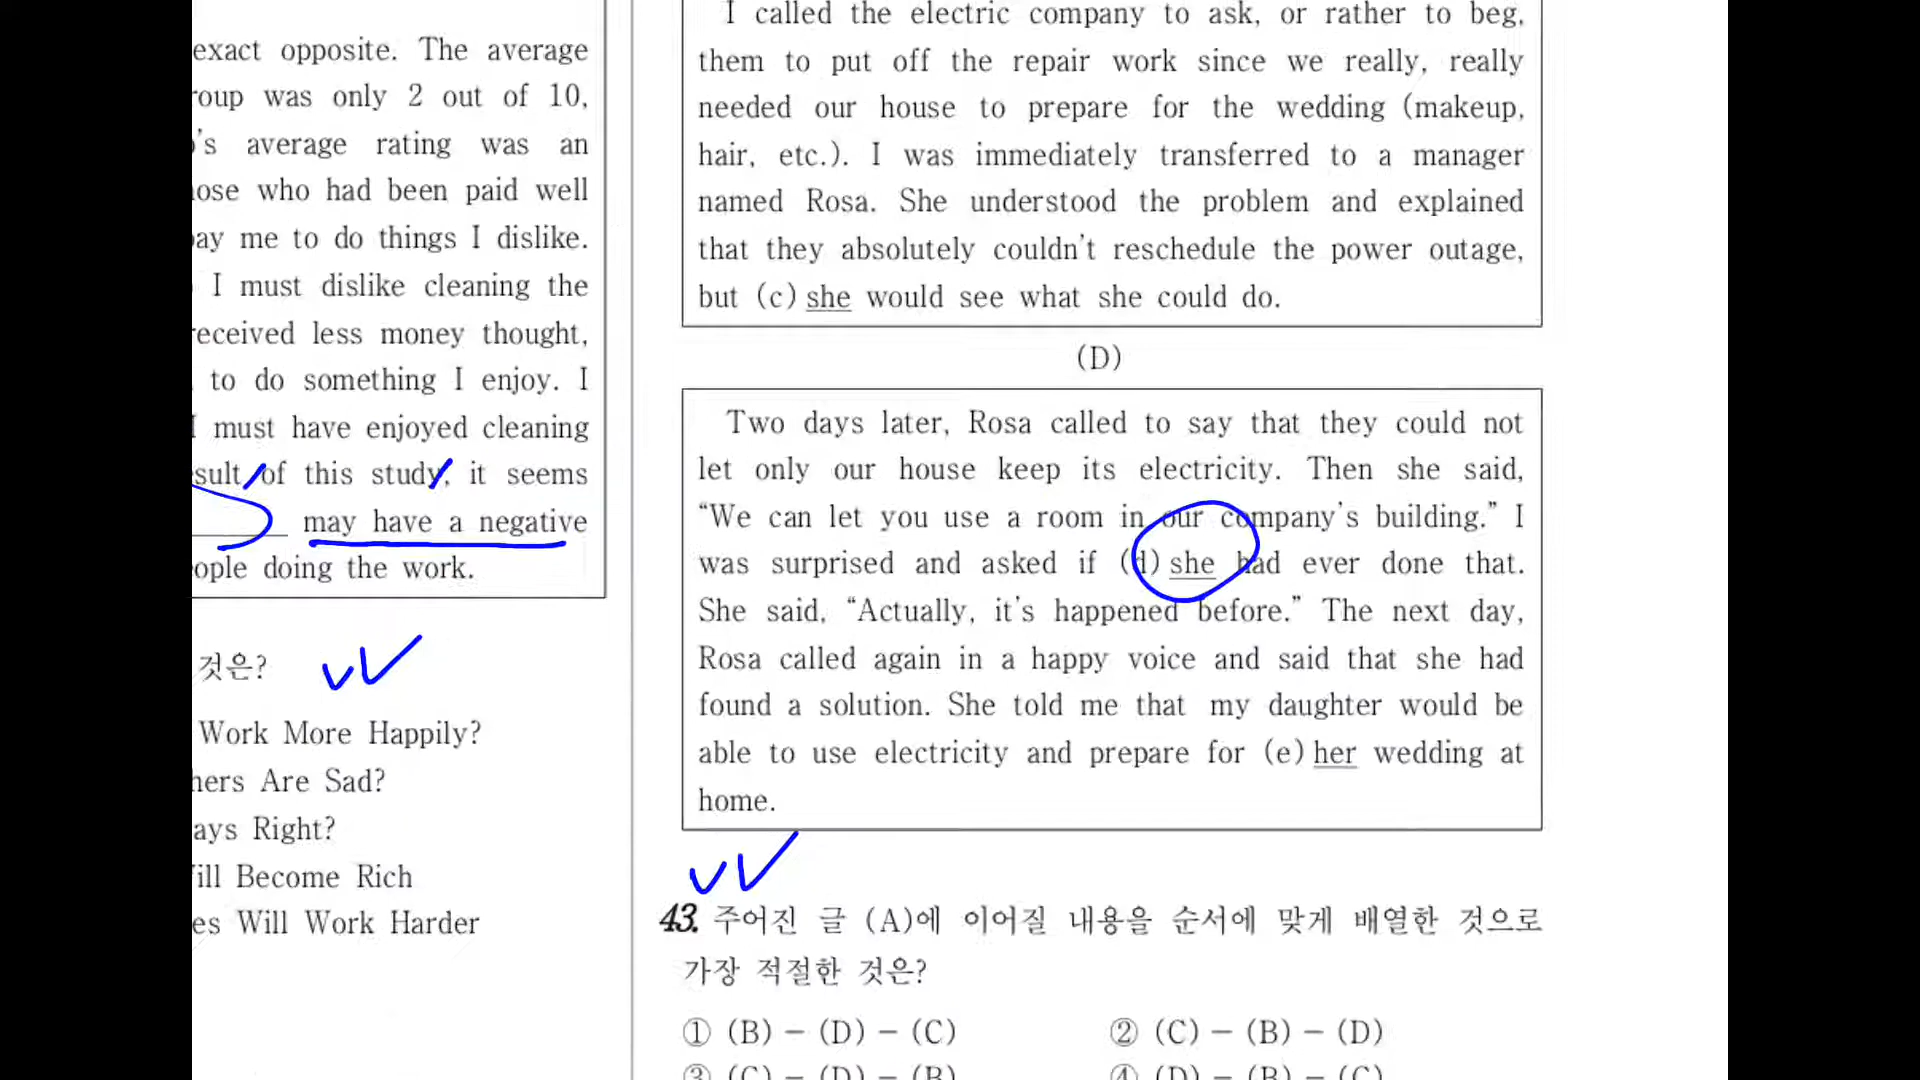 exact opposite. The average
roup was only 2 out of 10,
's average rating was an
ose who had been paid well
ay me to do things I dislike.
I must dislike cleaning the
received less money thought,
to do something I enjoy. I
I must have enjoyed cleaning
sult of this study, it seems
may have a negative
ople doing the work.
것은?
Work More Happily?
hers Are Sad?
ays Right?
ill Become Rich
es Will Work Harder
I called the electric company to ask, or rather to beg,
them to put off the repair work since we really, really
needed our house to prepare for the wedding (makeup,
hair, etc.). I was immediately transferred to a manager
named Rosa. She understood the problem and explained
that they absolutely couldn't reschedule the power outage,
but (c) she would see what she could do.
(D)
Two days later, Rosa called to say that they could not
let only our house keep its electricity. Then she said,
“We can let you use a room in our company's building.” I
was surprised and asked if (d) she had ever done that.
She said, “Actually, it's happened before.” The next day,
Rosa called again in a happy voice and said that she had
found a solution. She told me that my daughter would be
able to use electricity and prepare for (e) her wedding at
home.
43. 주어진 글 (A)에 이어질 내용을 순서에 맞게 배열한 것으로
가장 적절한 것은?
① (B) − (D) − (C) ② (C) − (B) − (D)
③ (C) − (D) − (B) ④ (D) − (B) − (C)